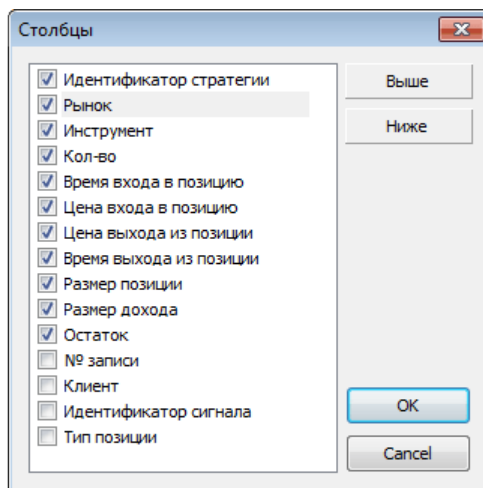 Столбцы
Идентификатор стратегии
Рынок
Инструмент
Кол-во
Время входа в позицию
Цена входа в позицию
Цена выхода из позиции
Время выхода из позиции
Размер позиции
Размер дохода
Остаток
№ записи
Клиент
Идентификатор сигнала
Тип позиции
Выше
Ниже
OK
Cancel